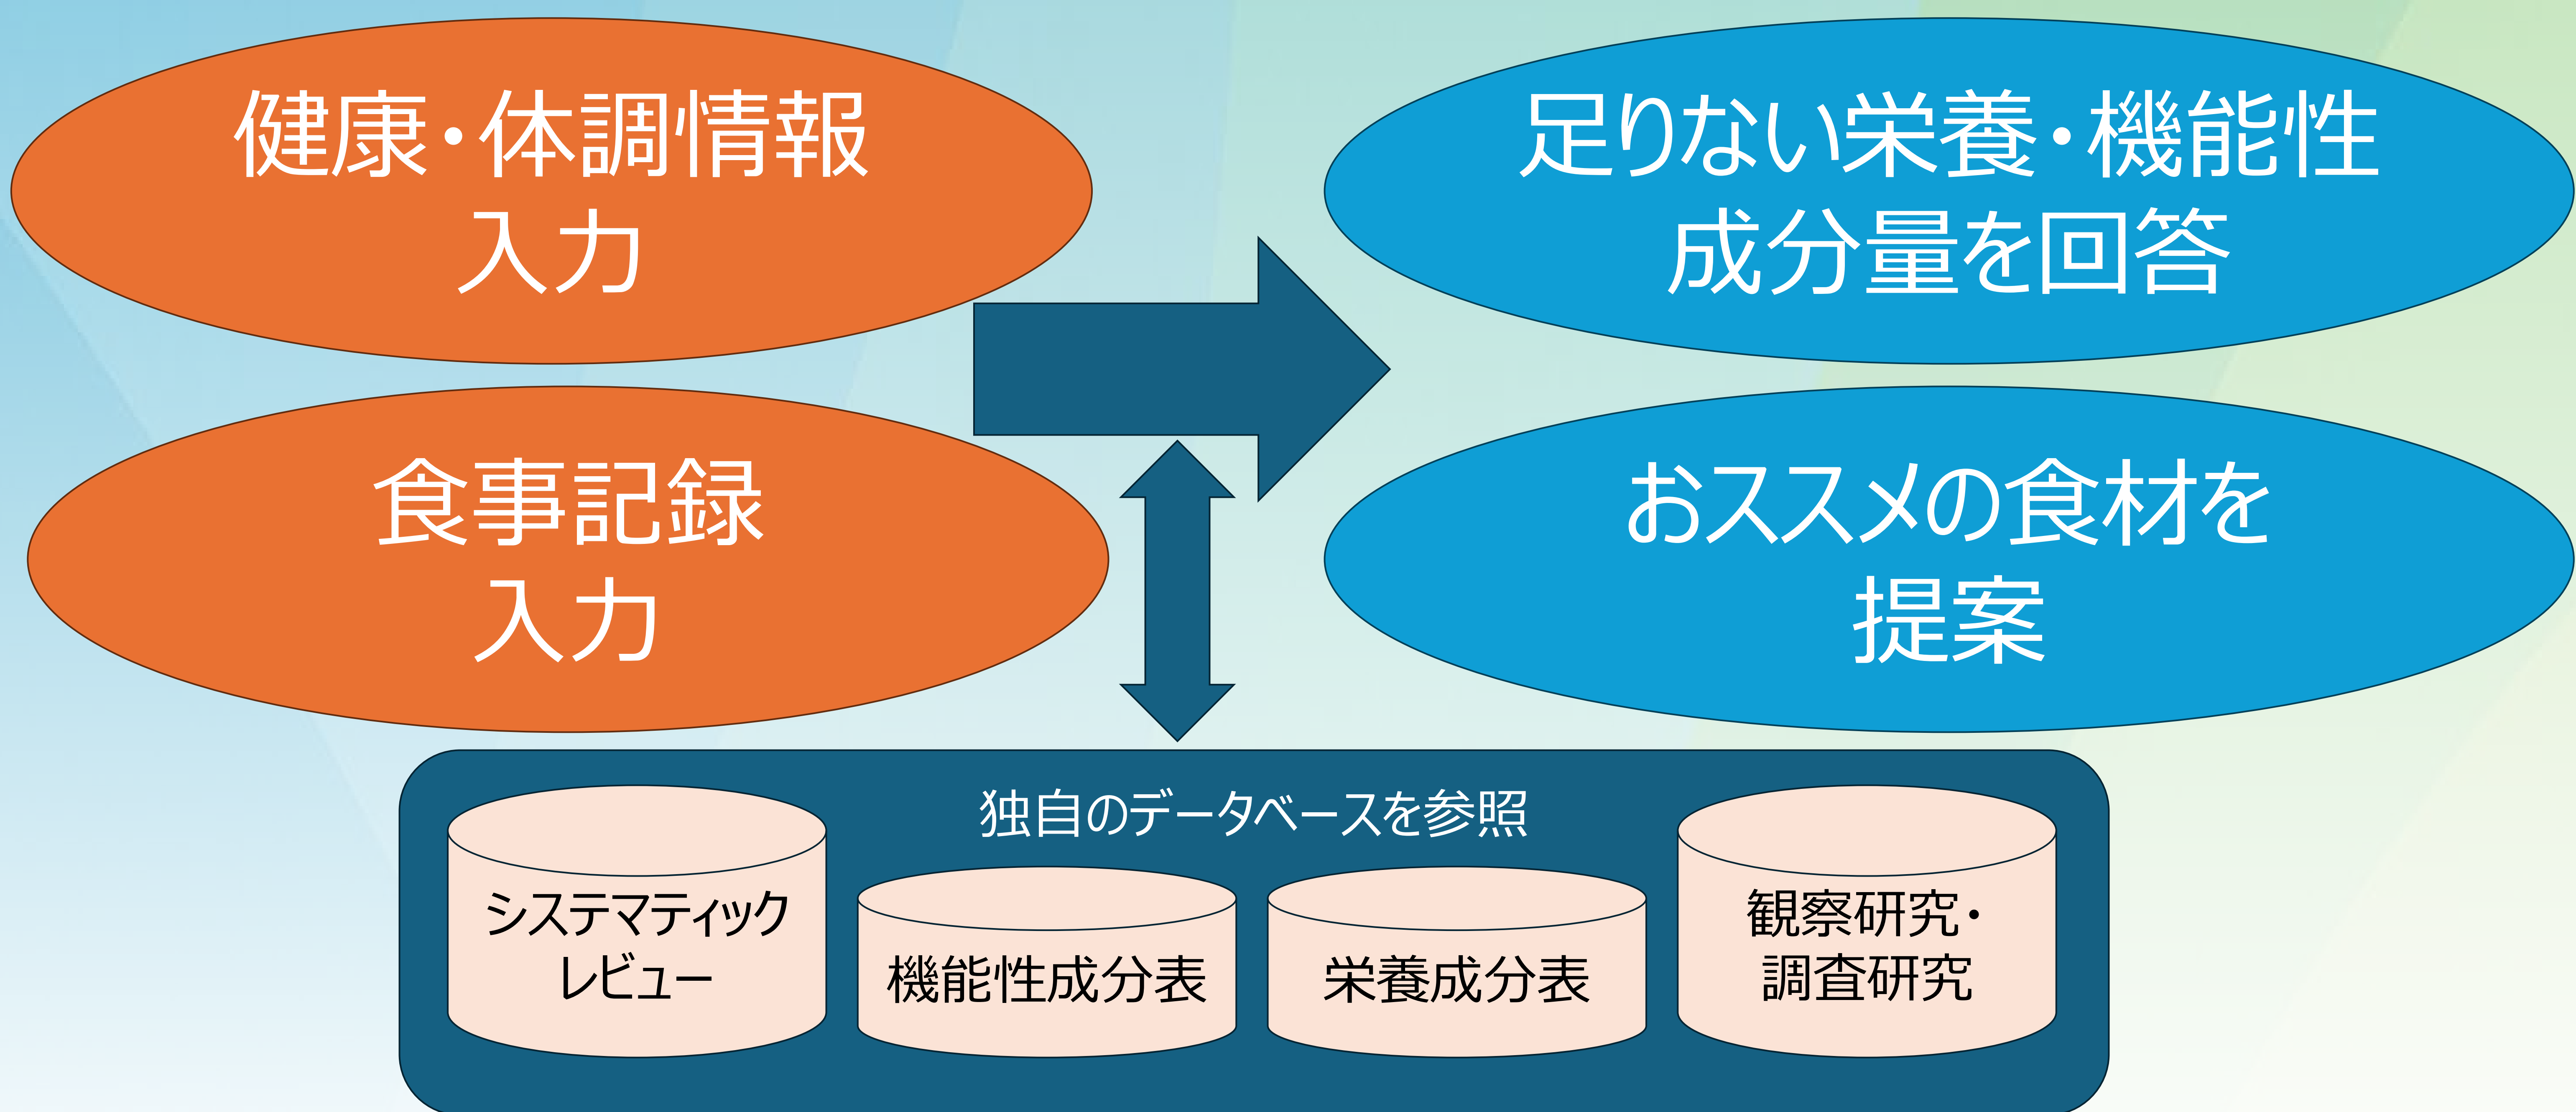 健康・体調情報
入力
足りない栄養・機能性
成分量を回答
食事記録
入力
おススメの食材を
提案
独自のデータベースを参照
システマティック
レビュー
機能性成分表
栄養成分表
観察研究・
調査研究